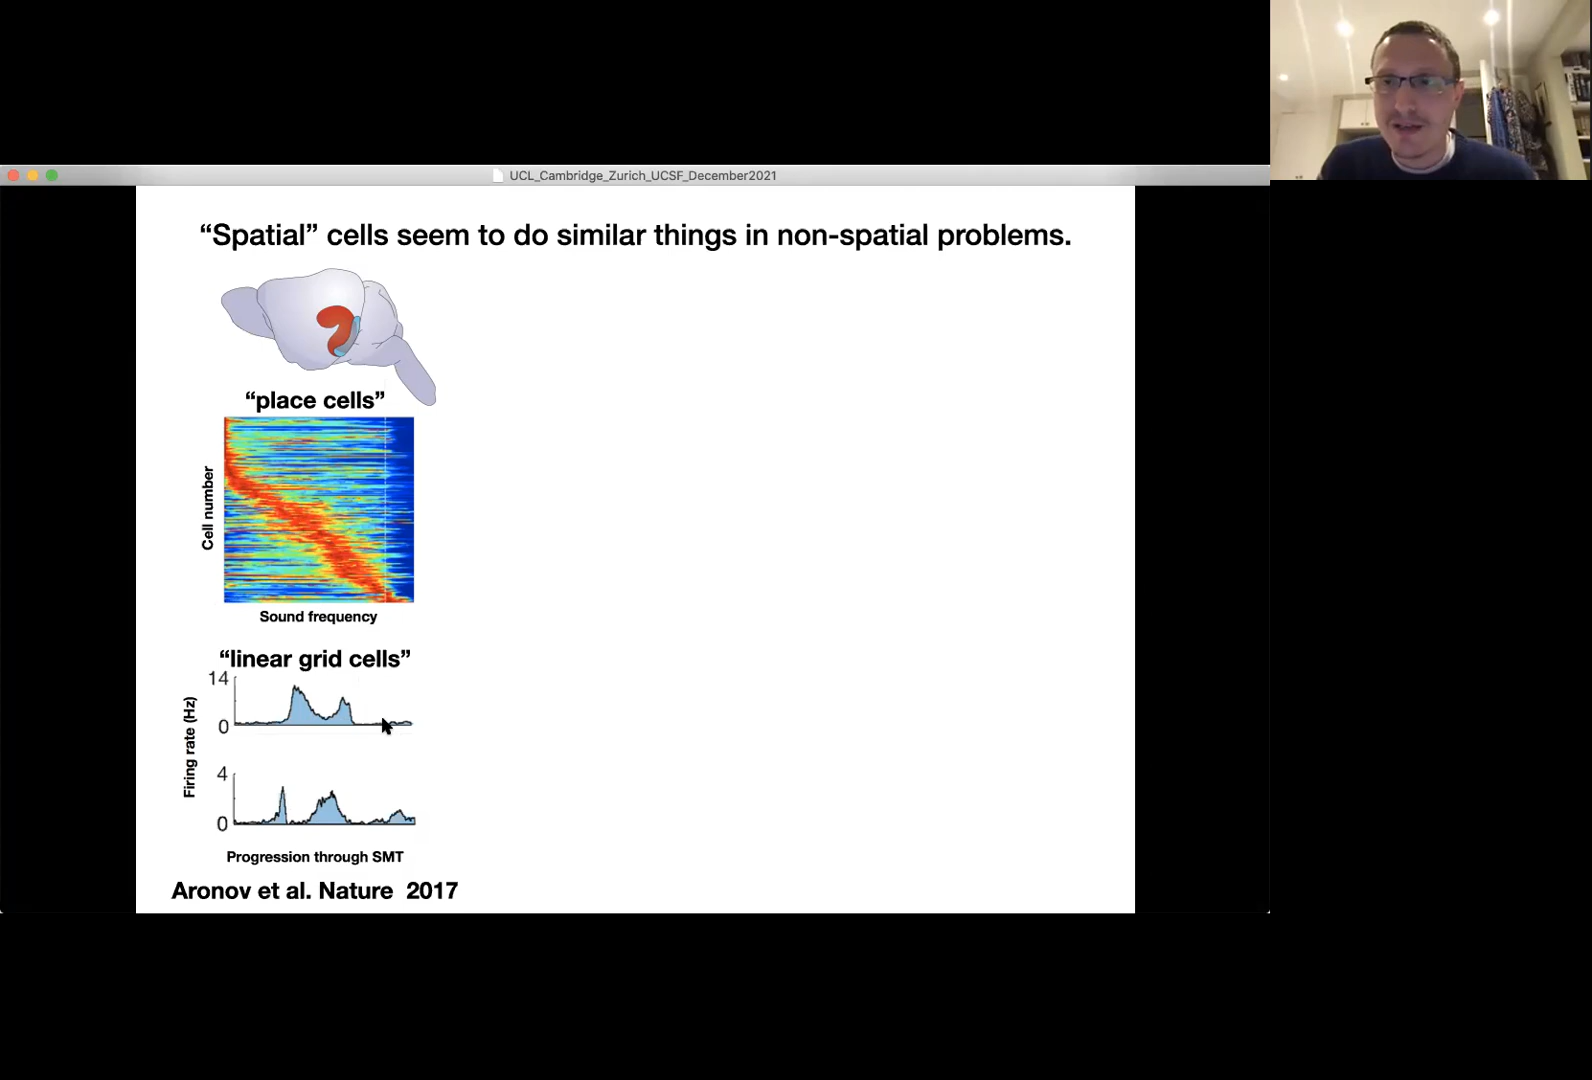 UCL_Cambridge_Zurich_UCSF_December2021
“Spatial” cells seem to do similar things in non-spatial problems.
“place cells”
Cell number
Sound frequency
“linear grid cells”
14
0
Firing rate (Hz)
4
0
Progression through SMT
Aronov et al. Nature 2017